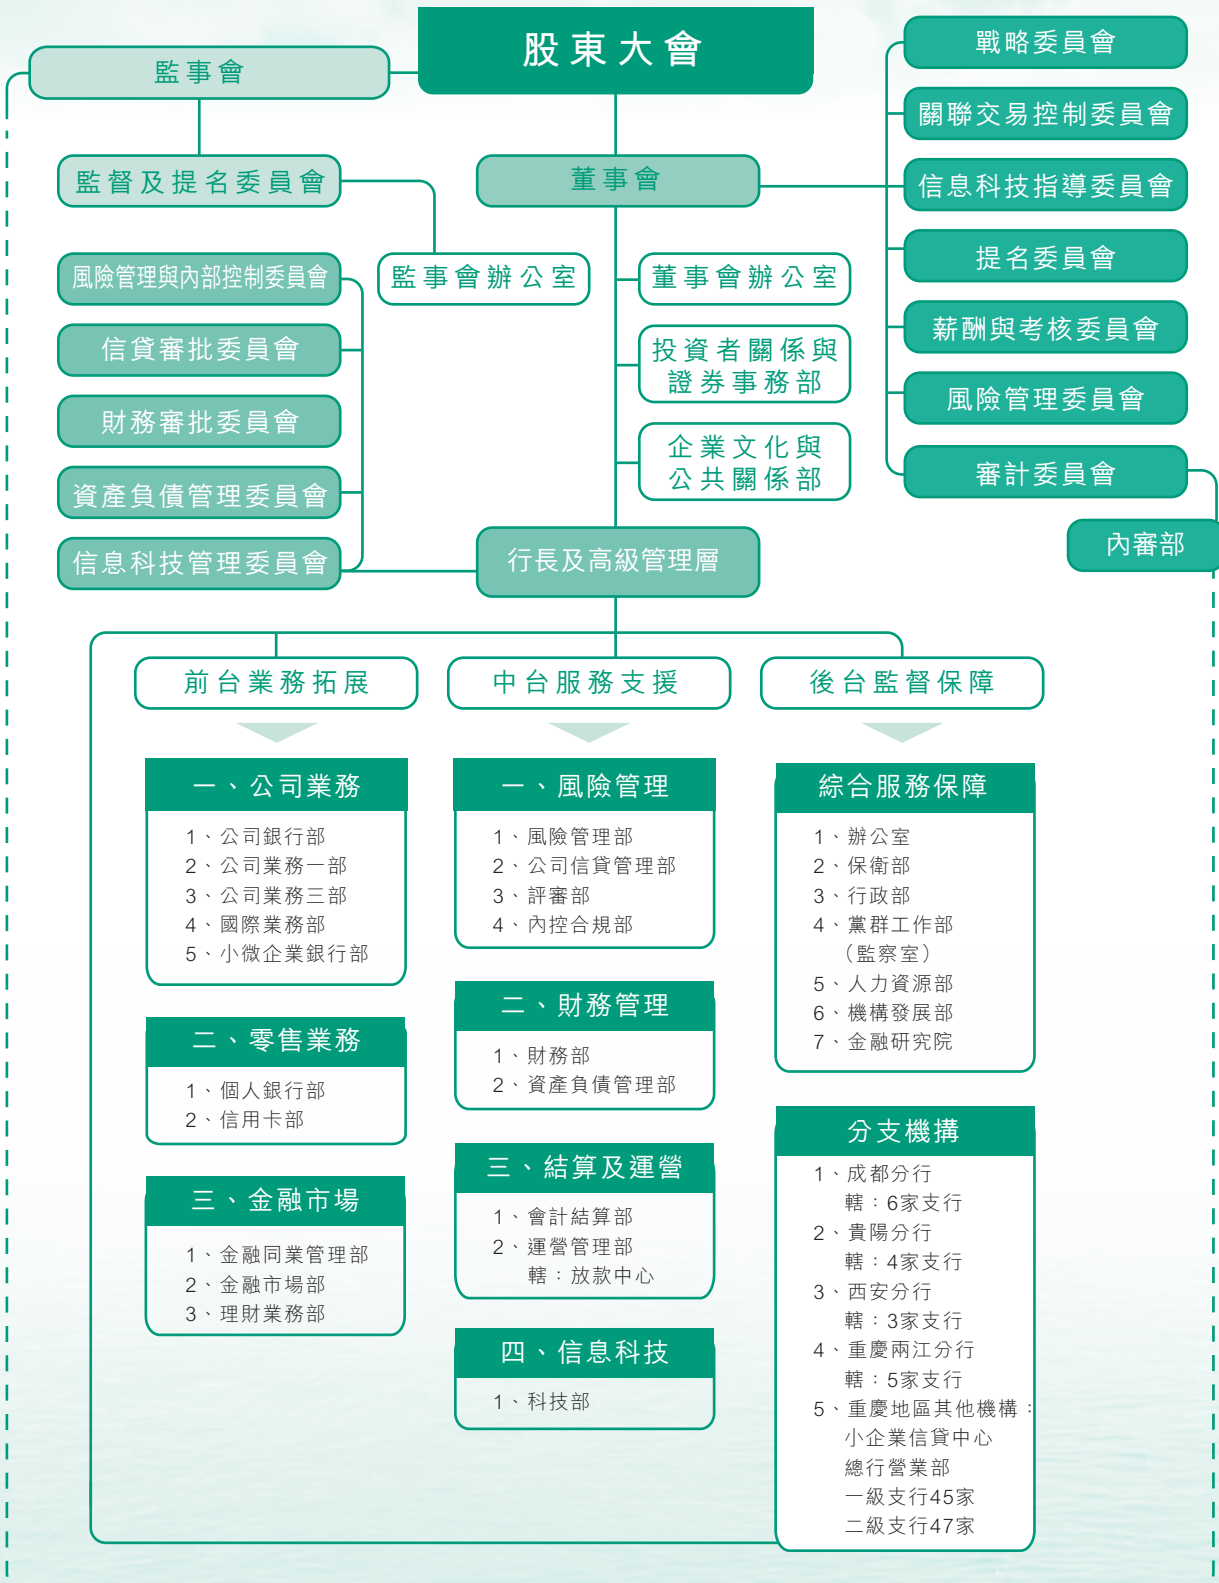 股東大會
監事會
監督及提名委員會
董事會
監事會辦公室
董事會辦公室
投資者關係與
證券事務部
企業文化與
公共關係部
戰略委員會
關聯交易控制委員會
信息科技指導委員會
提名委員會
薪酬與考核委員會
風險管理委員會
審計委員會
內審部
風險管理與內部控制委員會
信貸審批委員會
財務審批委員會
資產負債管理委員會
信息科技管理委員會
行長及高級管理層
前台業務拓展
一、公司業務
1、公司銀行部
2、公司業務一部
3、公司業務三部
4、國際業務部
5、小微企業銀行部
二、零售業務
1、個人銀行部
2、信用卡部
三、金融市場
1、金融同業管理部
2、金融市場部
3、理財業務部
中台服務支援
一、風險管理
1、風險管理部
2、公司信貸管理部
3、評審部
4、內控合規部
二、財務管理
1、財務部
2、資產負債管理部
三、結算及運營
1、會計結算部
2、運營管理部
轄：放款中心
四、信息科技
1、科技部
後台監督保障
綜合服務保障
1、辦公室
2、保衛部
3、行政部
4、黨群工作部
（監察室）
5、人力資源部
6、機構發展部
7、金融研究院
分支機構
1、成都分行
轄：6家支行
2、貴陽分行
轄：4家支行
3、西安分行
轄：3家支行
4、重慶兩江分行
轄：5家支行
5、重慶地區其他機構：
小企業信貸中心
總行營業部
一級支行45家
二級支行47家